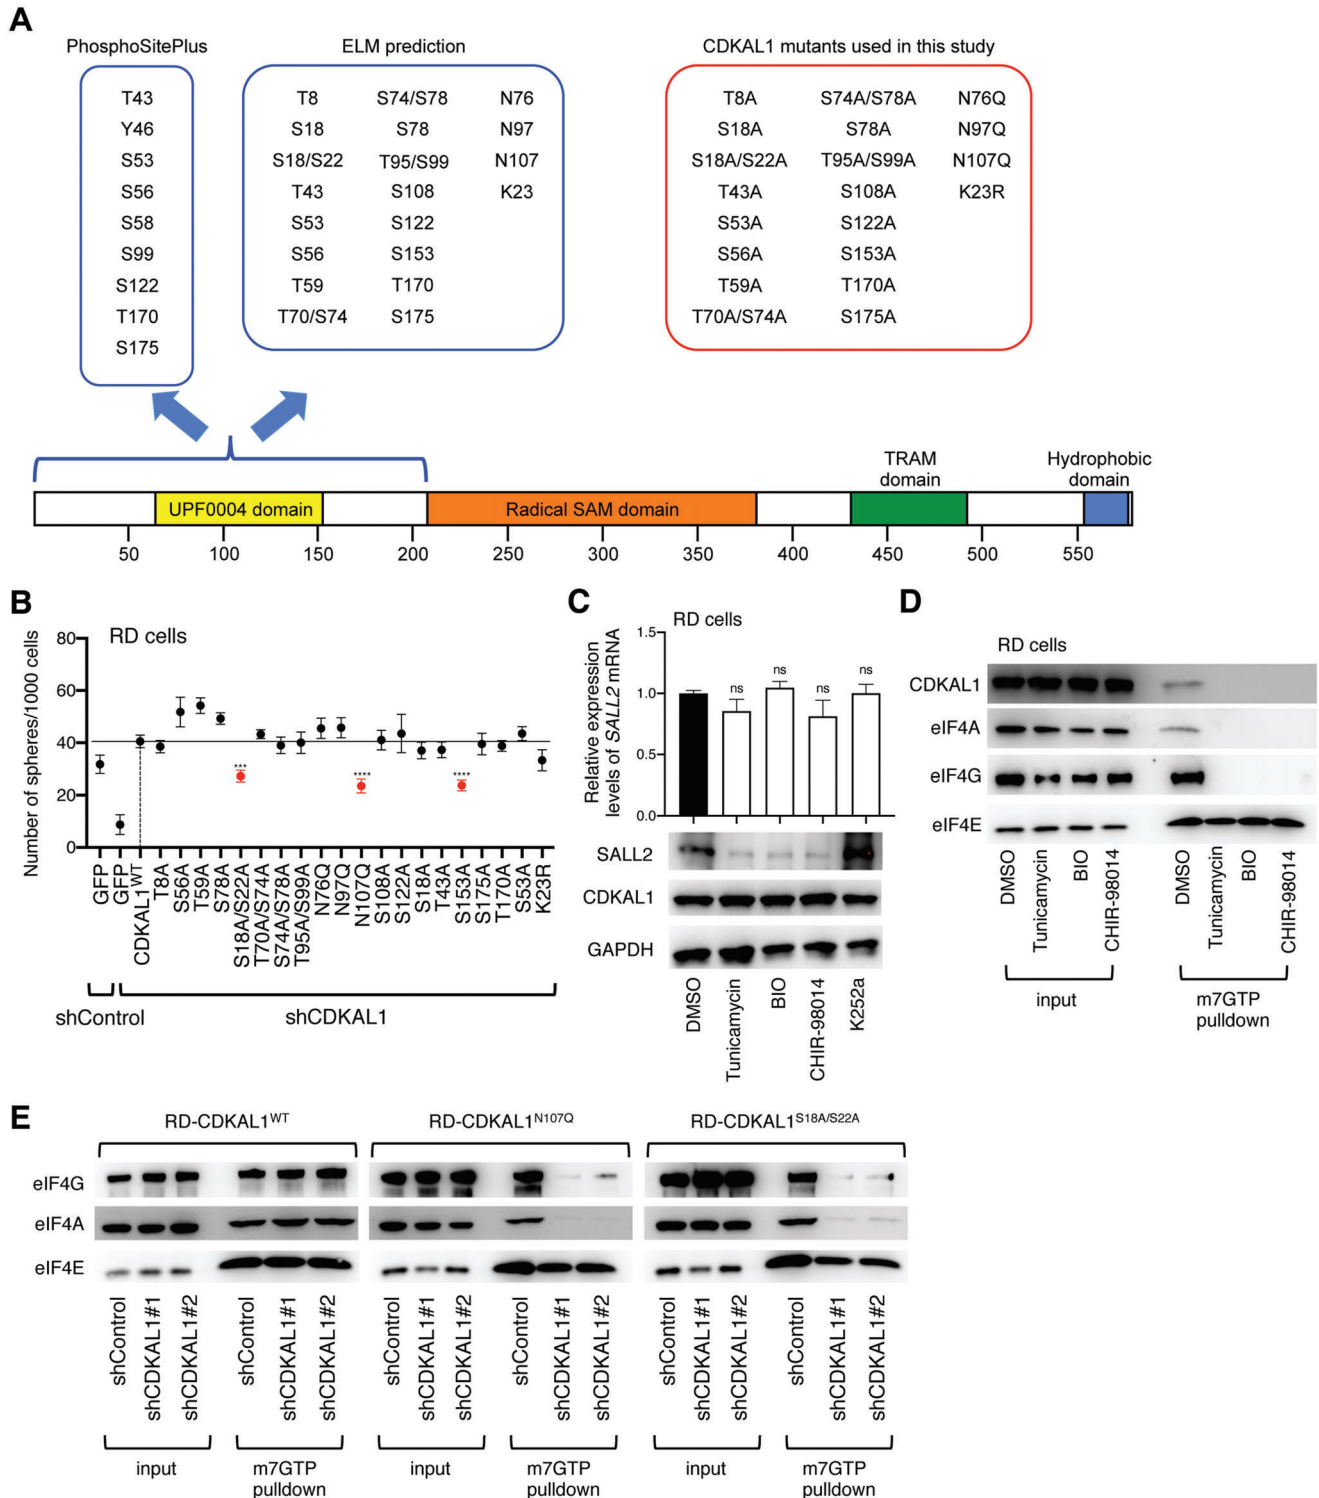 A
PhosphoSitePlus
ELM prediction
CDKAL1 mutants used in this study
T43
Y46
S53
S56
S58
S99
S122
T170
S175
T8 S74/S78 N76
S18 S78 N97
S18/S22 T95/S99 N107
T43 S108 K23
S53 S122
S56 S153
T59 T170
T70/S74 S175
T8A S74A/S78A N76Q
S18A S78A N97Q
S18A/S22A T95A/S99A N107Q
T43A S108A K23R
S53A S122A
S56A S153A
T59A T170A
T70A/S74A S175A
TRAM
domain
Hydrophobic
domain
UPF0004 domain
Radical SAM domain
50 100 150 200 250 300 350 400 450 500 550
B
RD cells
Number of spheres/1000 cells
80
60
40
20
0
***
****
****
GFP
GFP
CDKAL1WT
T8A
S56A
T59A
S78A
S18A/S22A
T70A/S74A
S74A/S78A
T95A/S99A
N76Q
N97Q
N107Q
S108A
S122A
S18A
T43A
S153A
S175A
T170A
S53A
K23R
shControl
shCDKAL1
C
RD cells
Relative expression
levels of SALL2 mRNA
1.5
1.0
0.5
0.0
ns
ns
ns
ns
SALL2
CDKAL1
GAPDH
DMSO
Tunicamycin
BIO
CHIR-98014
K252a
D
RD cells
CDKAL1
eIF4A
eIF4G
eIF4E
DMSO
Tunicamycin
BIO
CHIR-98014
DMSO
Tunicamycin
BIO
CHIR-98014
input
m7GTP
pulldown
E
RD-CDKAL1WT
RD-CDKAL1N107Q
RD-CDKAL1S18A/S22A
eIF4G
eIF4A
eIF4E
shControl
shCDKAL1#1
shCDKAL1#2
shControl
shCDKAL1#1
shCDKAL1#2
shControl
shCDKAL1#1
shCDKAL1#2
shControl
shCDKAL1#1
shCDKAL1#2
shControl
shCDKAL1#1
shCDKAL1#2
shControl
shCDKAL1#1
shCDKAL1#2
input
m7GTP
pulldown
input
m7GTP
pulldown
input
m7GTP
pulldown